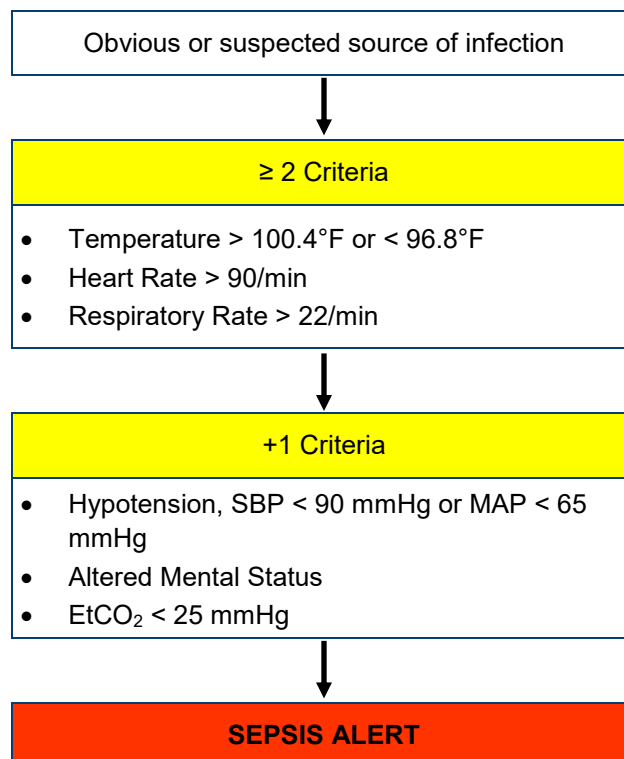 Obvious or suspected source of infection
≥ 2 Criteria
• Temperature > 100.4°F or < 96.8°F
• Heart Rate > 90/min
• Respiratory Rate > 22/min
+1 Criteria
• Hypotension, SBP < 90 mmHg or MAP < 65
mmHg
• Altered Mental Status
• EtCO₂ < 25 mmHg
SEPSIS ALERT